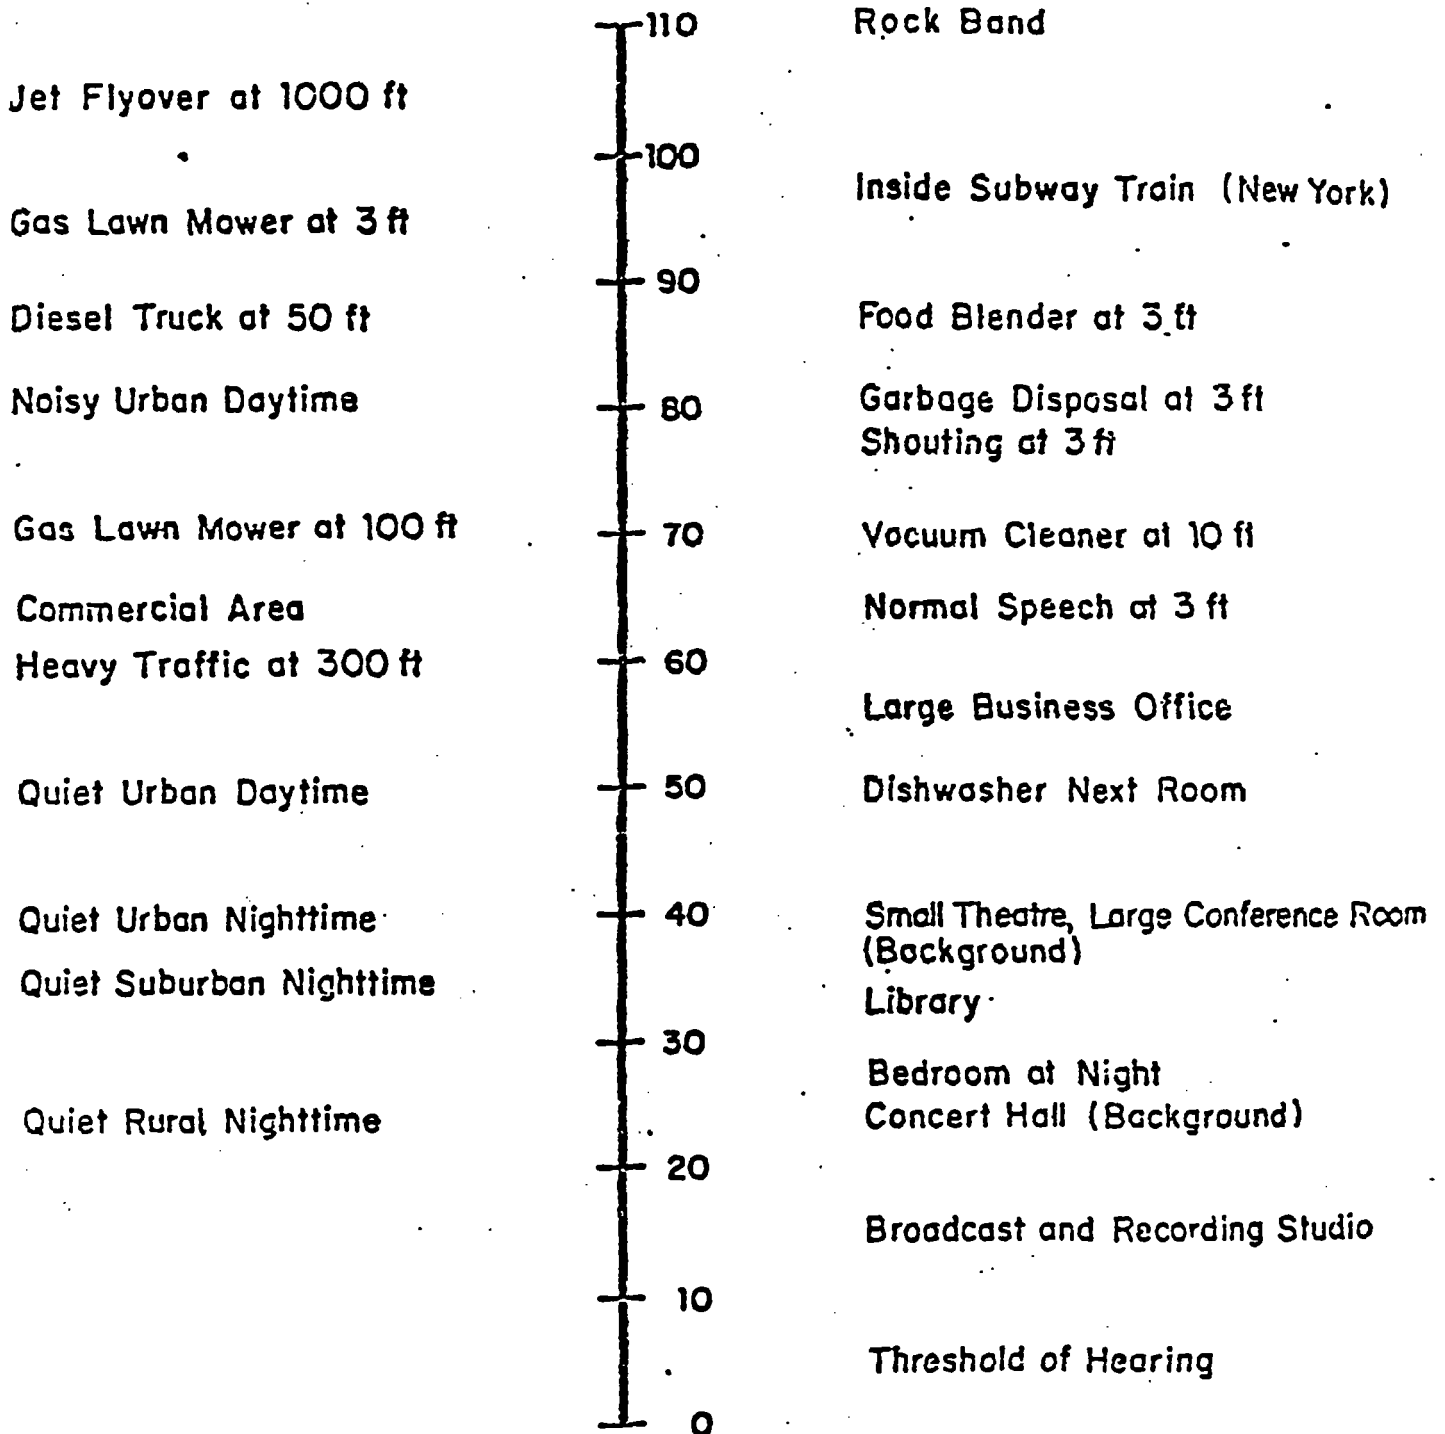 110 Rock Band
Jet Flyover at 1000 ft
100
Inside Subway Train (New York)
Gas Lawn Mower at 3 ft
90
Diesel Truck at 50 ft Food Blender at 3 ft
Noisy Urban Daytime 80 Garbage Disposal at 3 ft
Shouting at 3 ft
Gas Lawn Mower at 100 ft 70 Vacuum Cleaner at 10 ft
Commercial Area Normal Speech at 3 ft
Heavy Traffic at 300 ft 60
Large Business Office
Quiet Urban Daytime 50 Dishwasher Next Room
Quiet Urban Nighttime 40 Small Theatre, Large Conference Room
(Background)
Quiet Suburban Nighttime
Library
30
Bedroom at Night
Quiet Rural Nighttime Concert Hall (Background)
20
Broadcast and Recording Studio
10
Threshold of Hearing
0